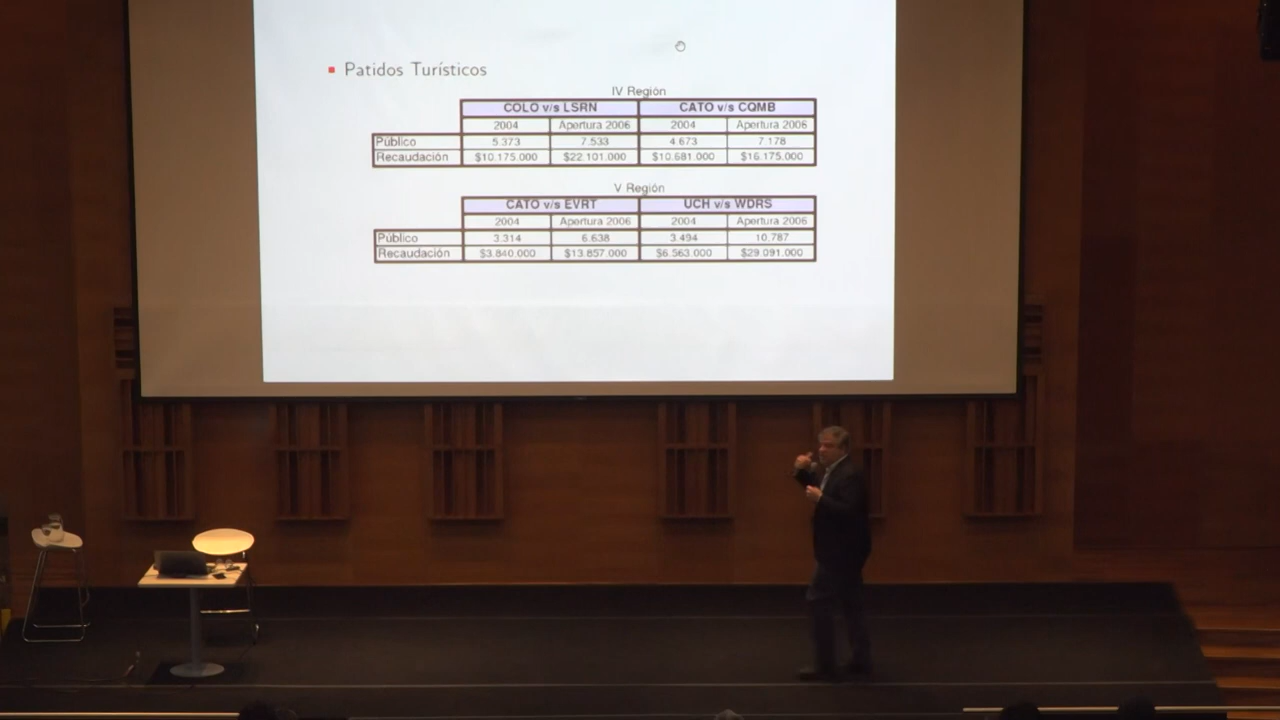 Patidos Turísticos
IV Región
COLO v/s LSRN CATO v/s CQMB
2004 Apertura 2006 2004 Apertura 2006
Público 5.373 7.533 4.673 7.178
Recaudación $10.175.000 $22.101.000 $10.681.000 $16.175.000
V Región
CATO v/s EVRT UCH v/s WDRS
2004 Apertura 2006 2004 Apertura 2006
Público 3.314 6.638 3.494 10.787
Recaudación $3.840.000 $13.857.000 $6.563.000 $29.091.000